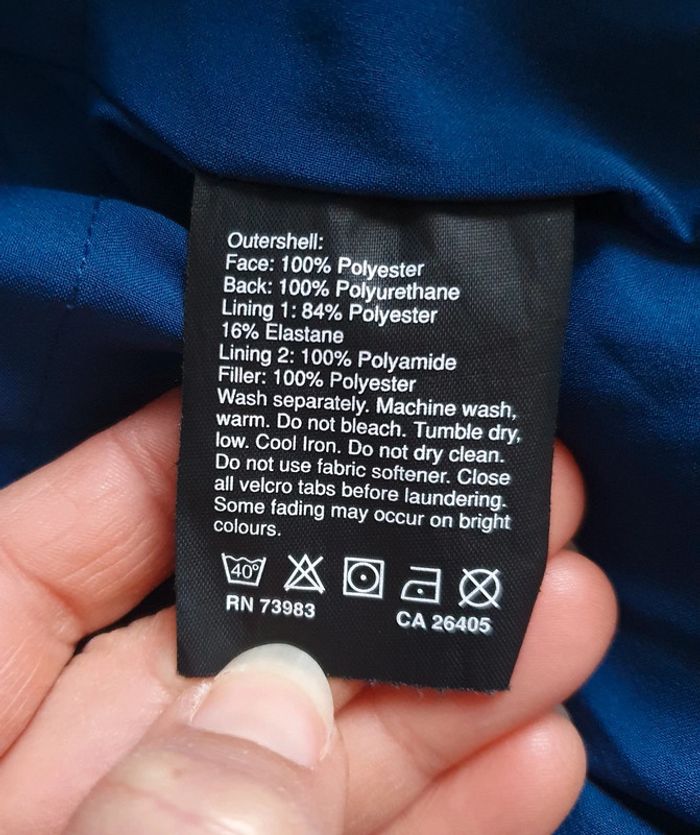 Outershell:
Face: 100% Polyester
Back: 100% Polyurethane
Lining 1: 84% Polyester
16% Elastane
Lining 2: 100% Polyamide
Filler: 100% Polyester
Wash separately. Machine wash,
warm. Do not bleach. Tumble dry,
low. Cool Iron. Do not dry clean.
Do not use fabric softener. Close
all velcro tabs before laundering.
Some fading may occur on bright
colours.
40°
RN 73983
CA 26405